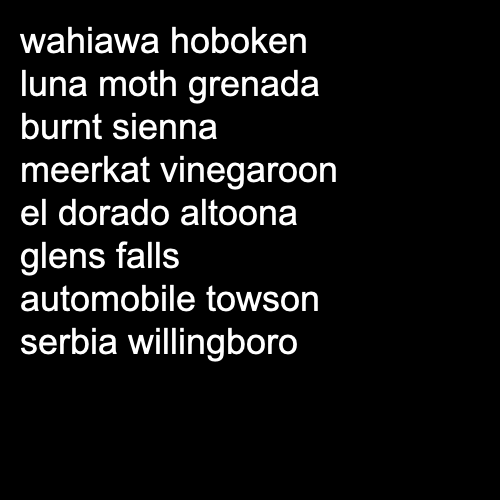 wahiawa hoboken
luna moth grenada
burnt sienna
meerkat vinegaroon
el dorado altoona
glens falls
automobile towson
serbia willingboro